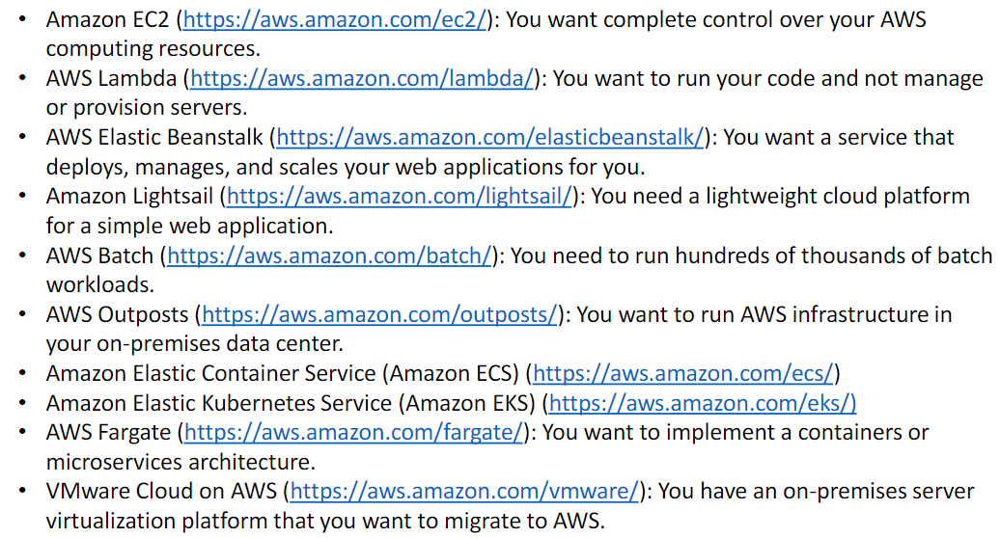 • Amazon EC2 (https://aws.amazon.com/ec2/): You want complete control over your AWS
computing resources.
• AWS Lambda (https://aws.amazon.com/lambda/): You want to run your code and not manage
or provision servers.
• AWS Elastic Beanstalk (https://aws.amazon.com/elasticbeanstalk/): You want a service that
deploys, manages, and scales your web applications for you.
• Amazon Lightsail (https://aws.amazon.com/lightsail/): You need a lightweight cloud platform
for a simple web application.
• AWS Batch (https://aws.amazon.com/batch/): You need to run hundreds of thousands of batch
workloads.
• AWS Outposts (https://aws.amazon.com/outposts/): You want to run AWS infrastructure in
your on-premises data center.
• Amazon Elastic Container Service (Amazon ECS) (https://aws.amazon.com/ecs/)
• Amazon Elastic Kubernetes Service (Amazon EKS) (https://aws.amazon.com/eks/)
• AWS Fargate (https://aws.amazon.com/fargate/): You want to implement a containers or
microservices architecture.
• VMware Cloud on AWS (https://aws.amazon.com/vmware/): You have an on-premises server
virtualization platform that you want to migrate to AWS.